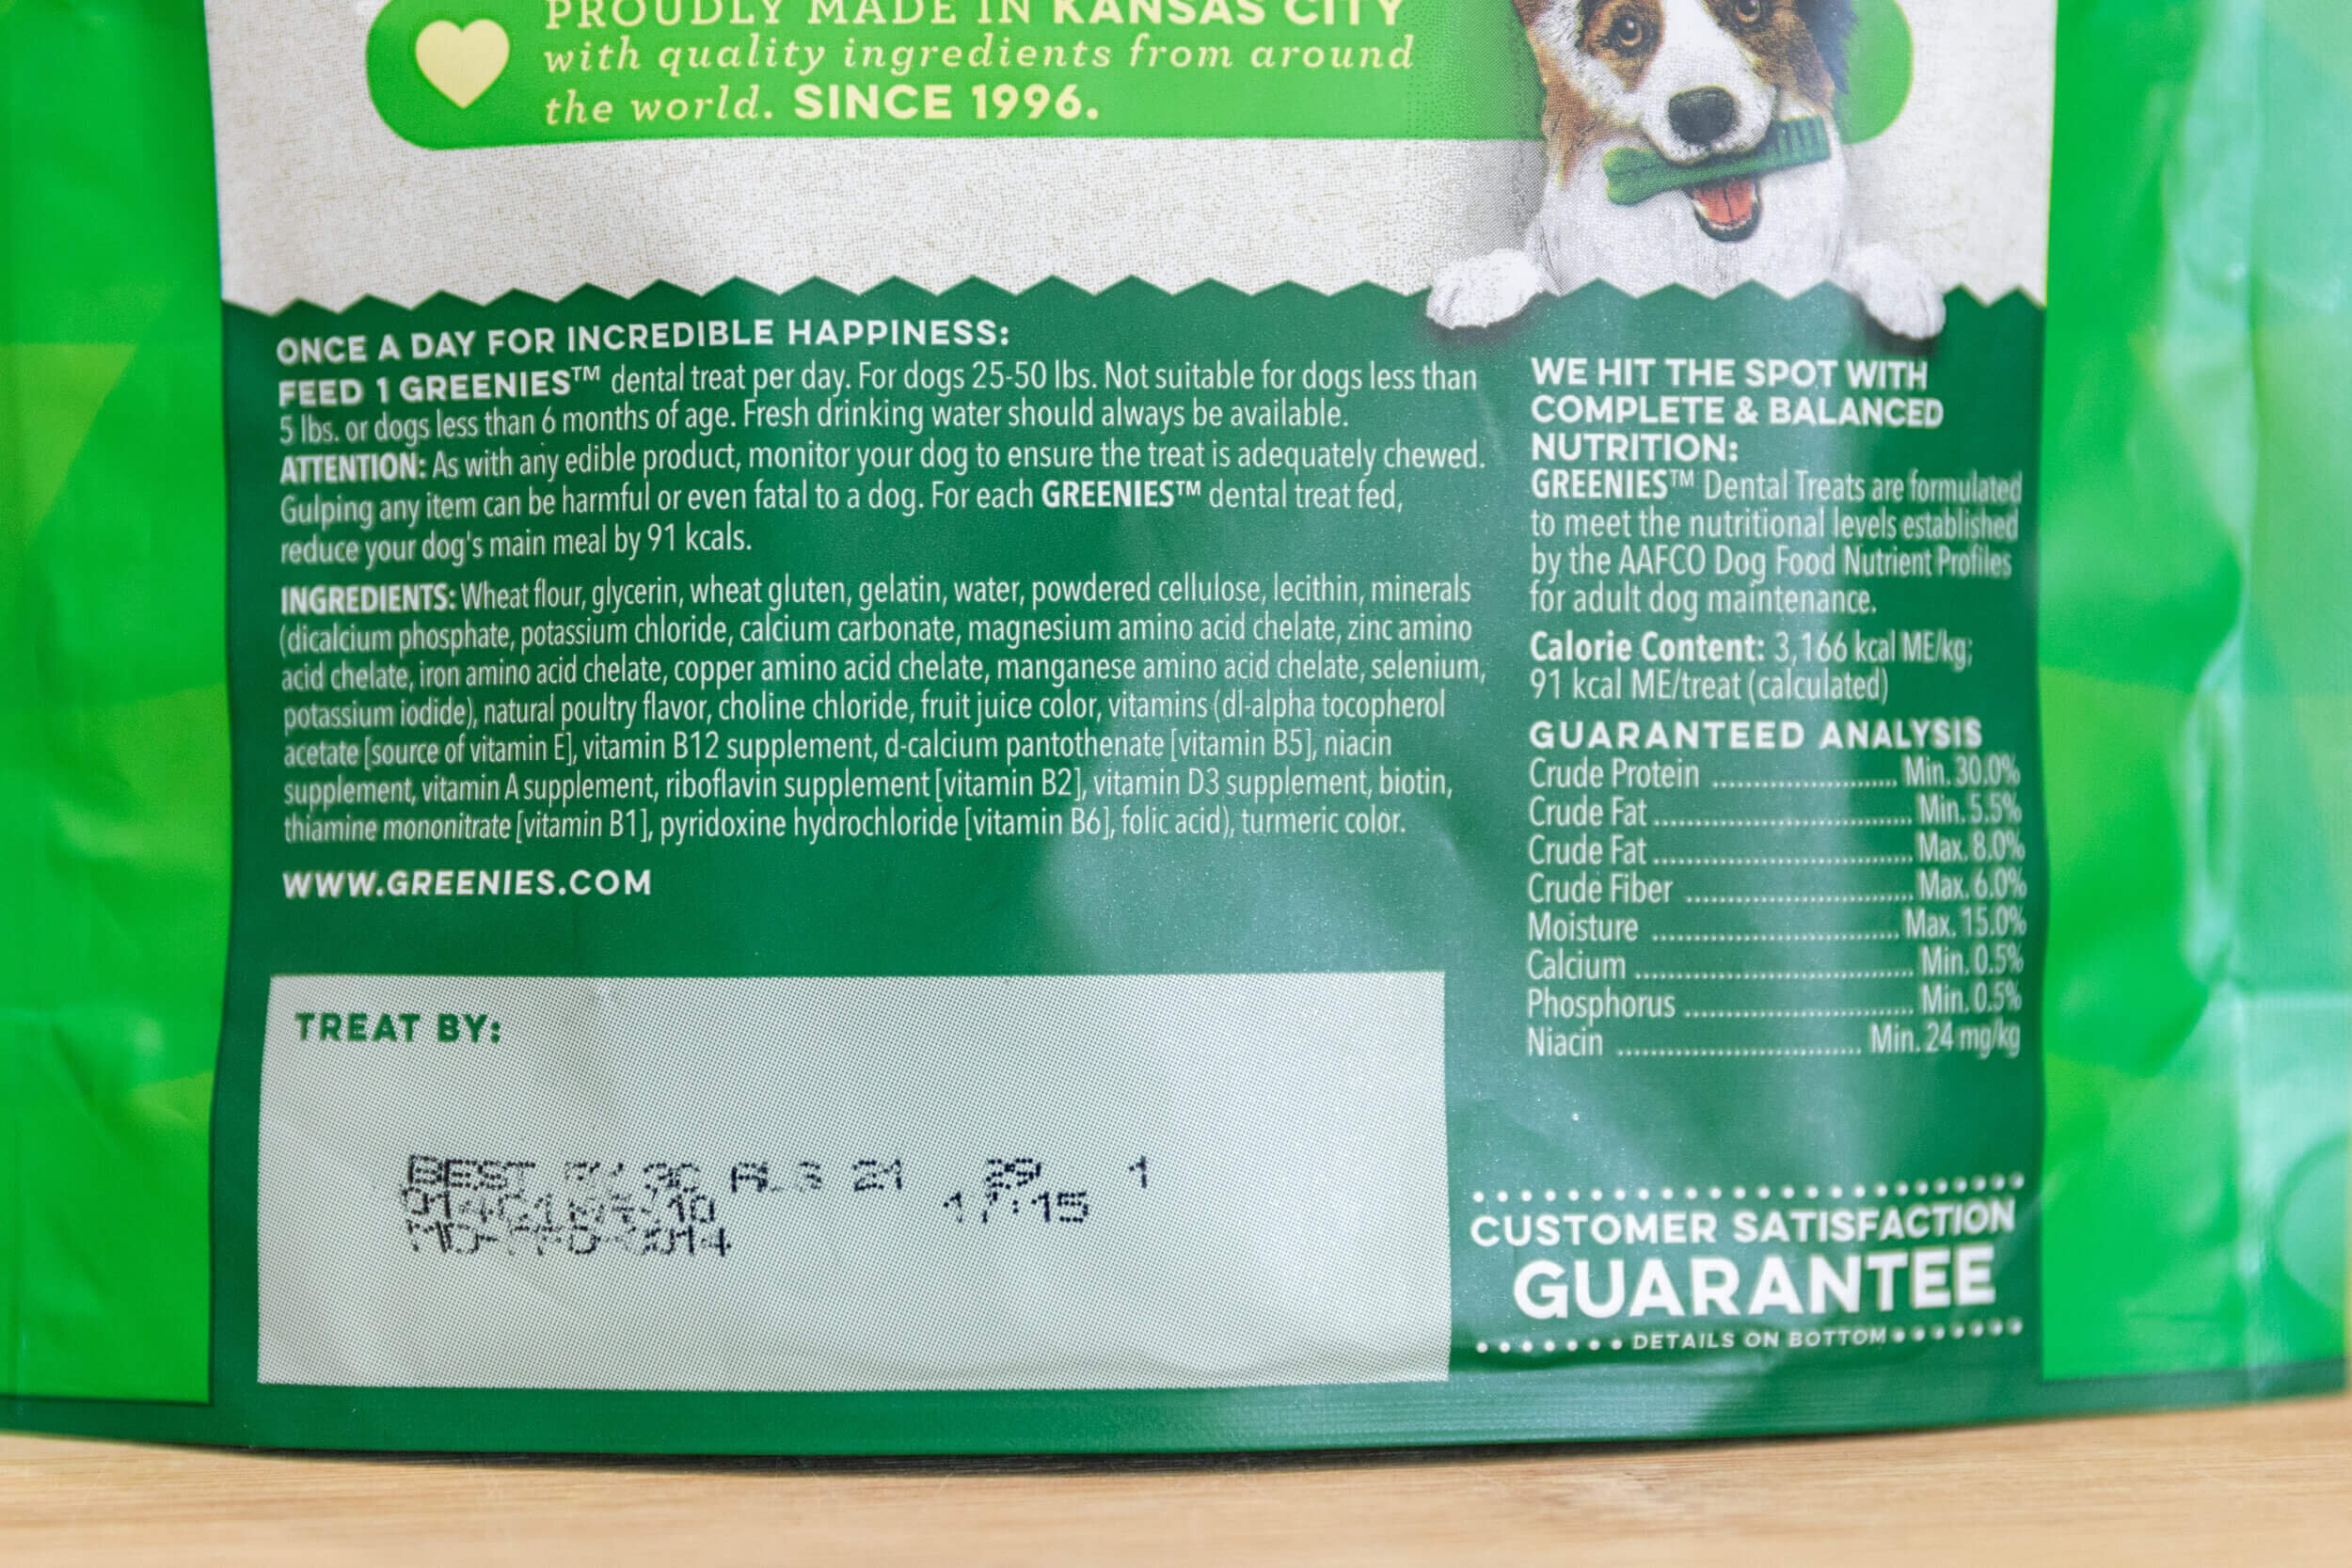 PROUDLY MADE IN KANSAS CITY
with quality ingredients from around
the world. SINCE 1996.
ONCE A DAY FOR INCREDIBLE HAPPINESS:
FEED 1 GREENIES™ dental treat per day. For dogs 25-50 lbs. Not suitable for dogs less than
5 lbs. or dogs less than 6 months of age. Fresh drinking water should always be available.
ATTENTION: As with any edible product, monitor your dog to ensure the treat is adequately chewed.
Gulping any item can be harmful or even fatal to a dog. For each GREENIES™ dental treat fed,
reduce your dog's main meal by 91 kcals.
INGREDIENTS: Wheat flour, glycerin, wheat gluten, gelatin, water, powdered cellulose, lecithin, minerals
(dicalcium phosphate, potassium chloride, calcium carbonate, magnesium amino acid chelate, zinc amino
acid chelate, iron amino acid chelate, copper amino acid chelate, manganese amino acid chelate, selenium,
potassium iodide), natural poultry flavor, choline chloride, fruit juice color, vitamins (dl-alpha tocopherol
acetate [source of vitamin E], vitamin B12 supplement, d-calcium pantothenate [vitamin B5], niacin
supplement, vitamin A supplement, riboflavin supplement [vitamin B2], vitamin D3 supplement, biotin,
thiamine mononitrate [vitamin B1], pyridoxine hydrochloride [vitamin B6], folic acid), turmeric color.
WWW.GREENIES.COM
TREAT BY:
BEST 21 29 1
17:15
WE HIT THE SPOT WITH
COMPLETE & BALANCED
NUTRITION:
GREENIES™ Dental Treats are formulated
to meet the nutritional levels established
by the AAFCO Dog Food Nutrient Profiles
for adult dog maintenance.
Calorie Content: 3,166 kcal ME/kg;
91 kcal ME/treat (calculated)
GUARANTEED ANALYSIS
Crude Protein ........................ Min. 30.0%
Crude Fat ................................ Min. 5.5%
Crude Fat ................................ Max. 8.0%
Crude Fiber ............................ Max. 6.0%
Moisture ............................... Max. 15.0%
Calcium .................................. Min. 0.5%
Phosphorus ............................ Min. 0.5%
Niacin .............................. Min. 24 mg/kg
CUSTOMER SATISFACTION
GUARANTEE
DETAILS ON BOTTOM